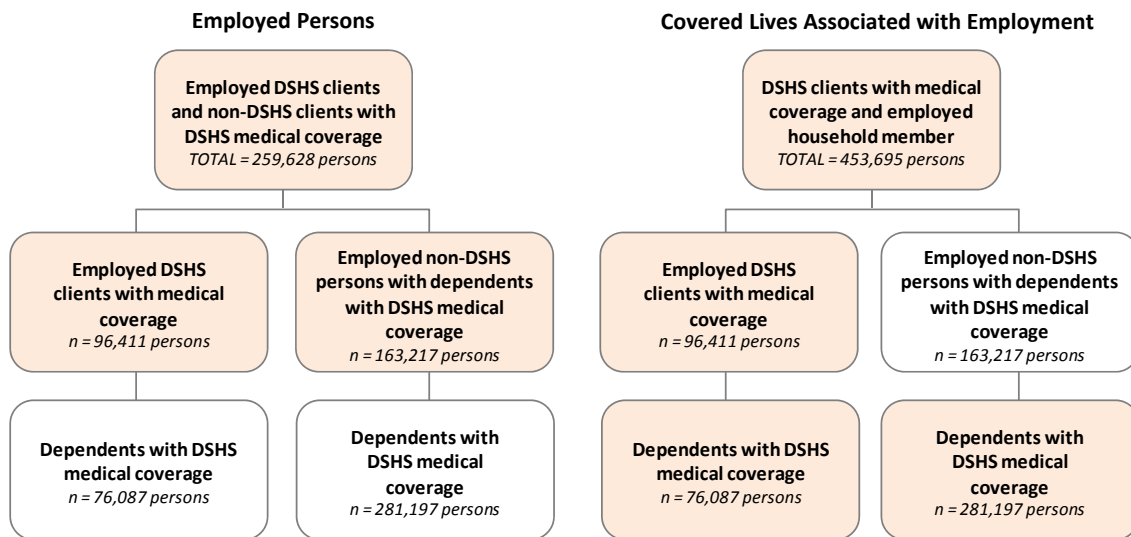 Employed Persons
Employed DSHS clients
and non-DSHS clients with
DSHS medical coverage
TOTAL = 259,628 persons
Employed DSHS
clients with medical
coverage
n = 96,411 persons
Employed non-DSHS
persons with dependents
with DSHS medical
coverage
n = 163,217 persons
Dependents with DSHS
medical coverage
n = 76,087 persons
Dependents with
DSHS medical
coverage
n = 281,197 persons
Covered Lives Associated with Employment
DSHS clients with medical
coverage and employed
household member
TOTAL = 453,695 persons
Employed DSHS
clients with medical
coverage
n = 96,411 persons
Employed non-DSHS
persons with dependents
with DSHS medical
coverage
n = 163,217 persons
Dependents with DSHS
medical coverage
n = 76,087 persons
Dependents with
DSHS medical
coverage
n = 281,197 persons